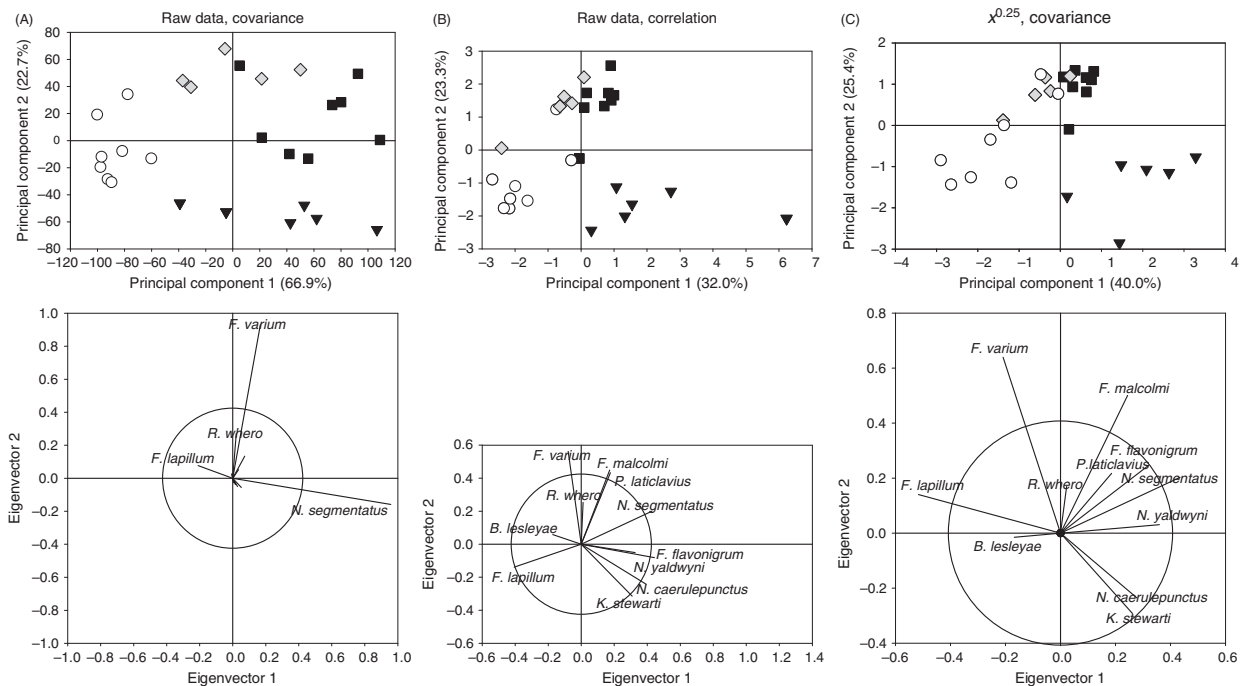 (A)
Raw data, covariance
80
60
40
20
0
−20
−40
−60
−80
Principal component 2 (22.7%)
−120 −100 −80 −60 −40 −20 0 20 40 60 80 100 120
Principal component 1 (66.9%)
(B)
Raw data, correlation
3
2
1
0
−1
−2
−3
Principal component 2 (23.3%)
−3 −2 −1 0 1 2 3 4 5 6 7
Principal component 1 (32.0%)
(C)
x^0.25, covariance
2
1
0
−1
−2
−3
Principal component 2 (25.4%)
−4 −3 −2 −1 0 1 2 3 4
Principal component 1 (40.0%)
1.0
0.8
0.6
0.4
0.2
0.0
−0.2
−0.4
−0.6
−0.8
−1.0
Eigenvector 2
F. varium
R. whero
F. lapillum
N. segmentatus
−1.0 −0.8 −0.6 −0.4 −0.2 0.0 0.2 0.4 0.6 0.8 1.0
Eigenvector 1
0.6
0.4
0.2
0.0
−0.2
−0.4
−0.6
Eigenvector 2
F. varium
F. malcolmi
P. laticlavius
R. whero
N. segmentatus
B. lesleyae
F. flavonigrum
N. yaldwyni
F. lapillum
N. caerulepunctus
K. stewarti
−0.6 −0.4 −0.2 0.0 0.2 0.4 0.6 0.8 1.0 1.2 1.4
Eigenvector 1
0.8
0.6
0.4
0.2
0.0
−0.2
−0.4
Eigenvector 2
F. varium
F. malcolmi
F. flavonigrum
P.laticlavius
N. segmentatus
R. whero
F. lapillum
N. yaldwyni
B. lesleyae
N. caerulepunctus
K. stewarti
−0.6 −0.4 −0.2 0.0 0.2 0.4 0.6
Eigenvector 1